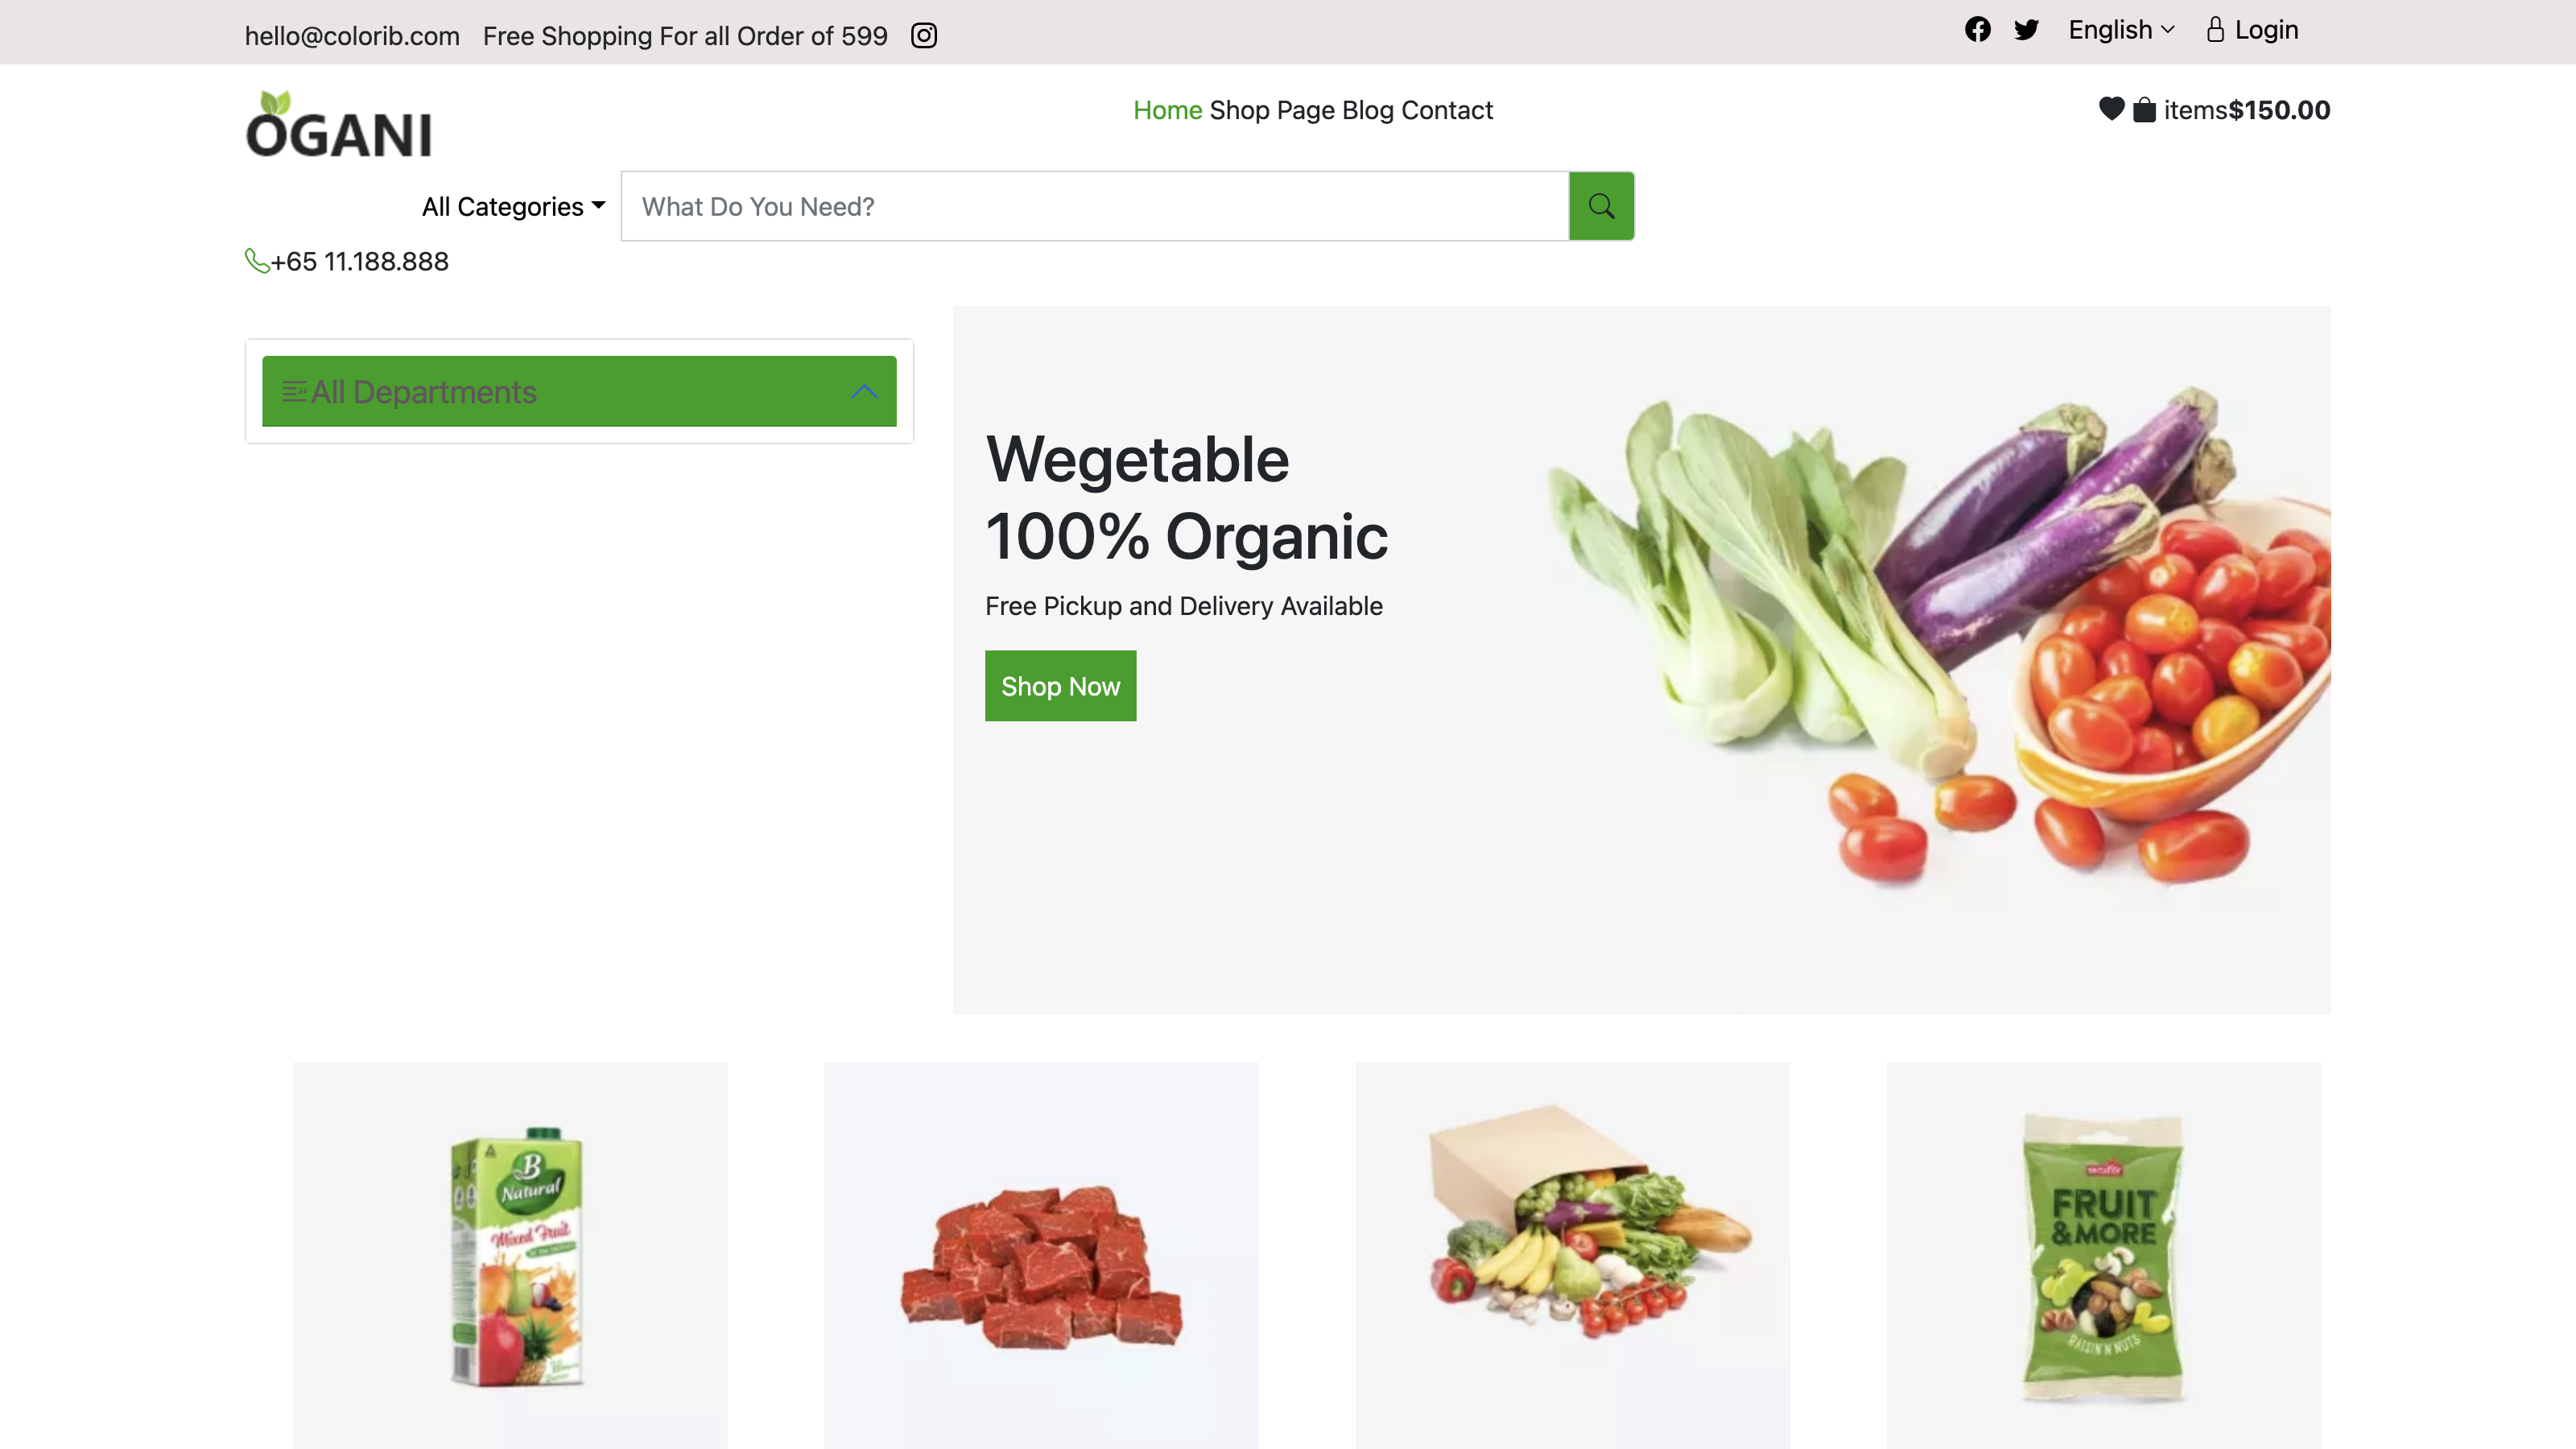 hello@colorib.com Free Shopping For all Order of 599
English Login
OGANI
Home Shop Page Blog Contact
items$150.00
All Categories What Do You Need?
+65 11.188.888
All Departments
Wegetable
100% Organic
Free Pickup and Delivery Available
Shop Now
B
Natural
Mixed Fruit
FRUIT
&MORE
RAISIN'N NUTS